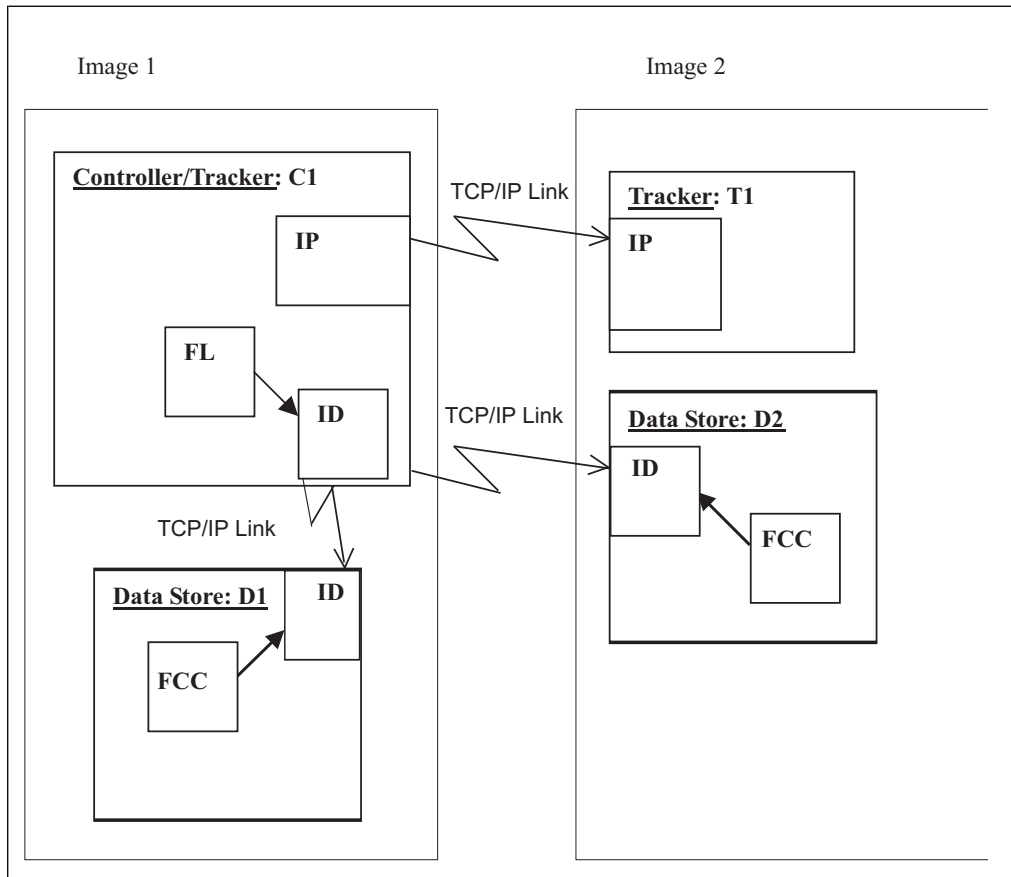 Image 1
Image 2
Controller/Tracker: C1
TCP/IP Link
Tracker: T1
IP
IP
FL
ID
TCP/IP Link
Data Store: D2
ID
FCC
TCP/IP Link
Data Store: D1
ID
FCC